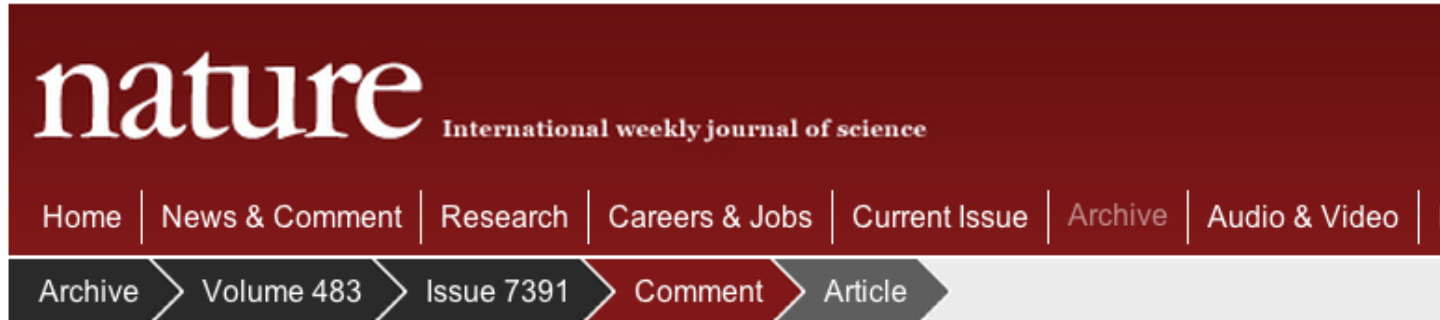 nature International weekly journal of science
Home News & Comment Research Careers & Jobs Current Issue Archive Audio & Video
Archive Volume 483 Issue 7391 Comment Article